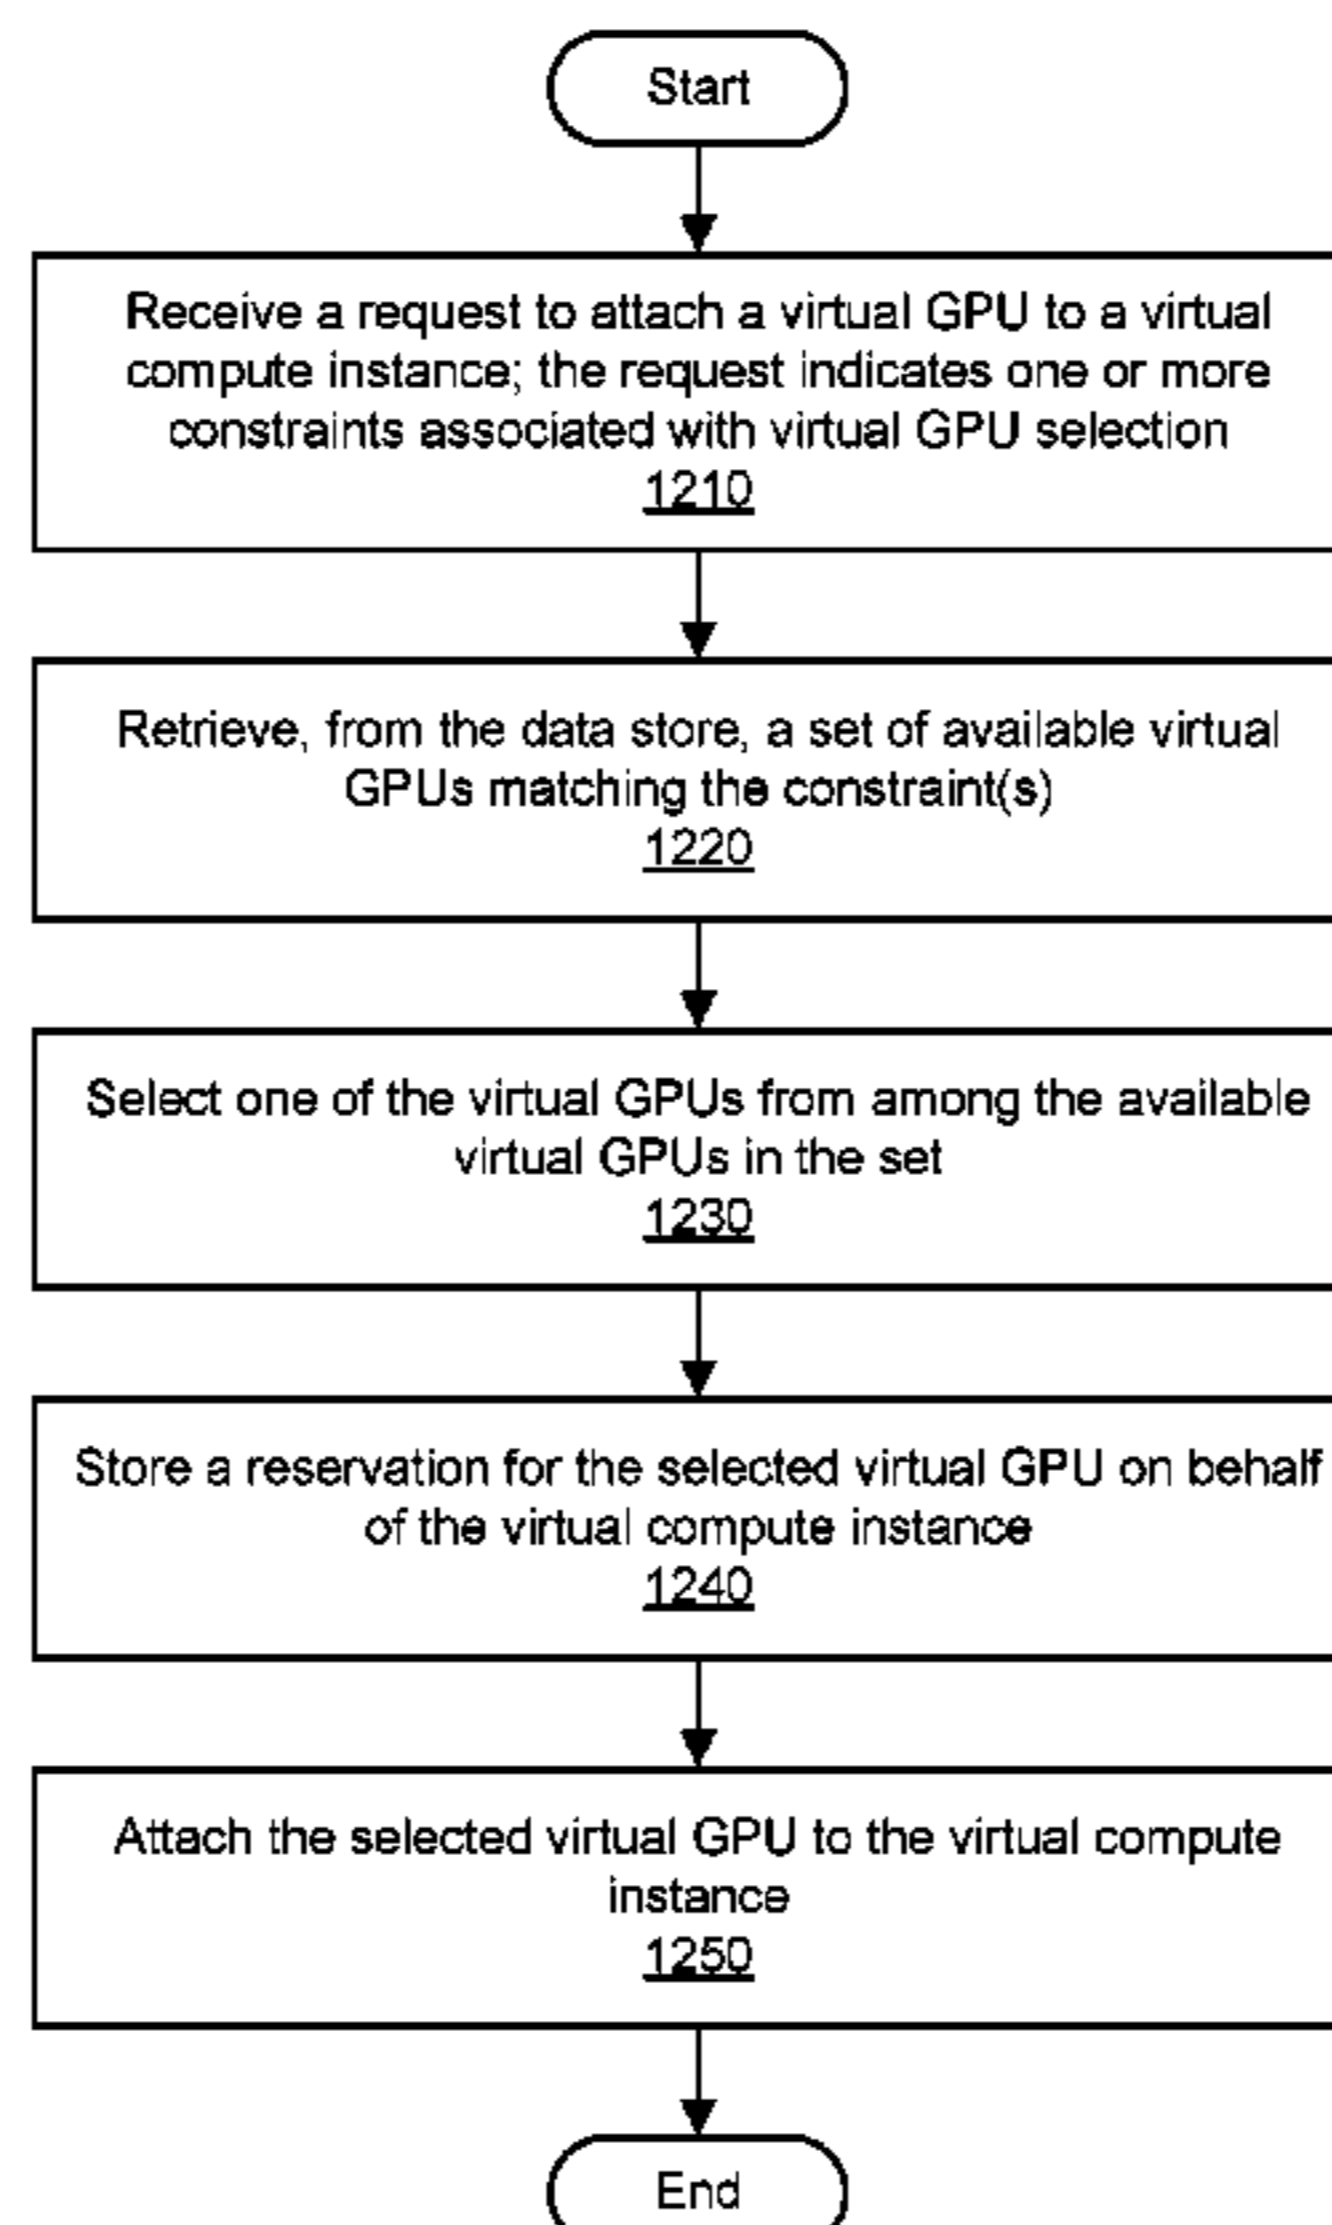 Start
Receive a request to attach a virtual GPU to a virtual
compute instance; the request indicates one or more
constraints associated with virtual GPU selection
1210
Retrieve, from the data store, a set of available virtual
GPUs matching the constraint(s)
1220
Select one of the virtual GPUs from among the available
virtual GPUs in the set
1230
Store a reservation for the selected virtual GPU on behalf
of the virtual compute instance
1240
Attach the selected virtual GPU to the virtual compute
instance
1250
End